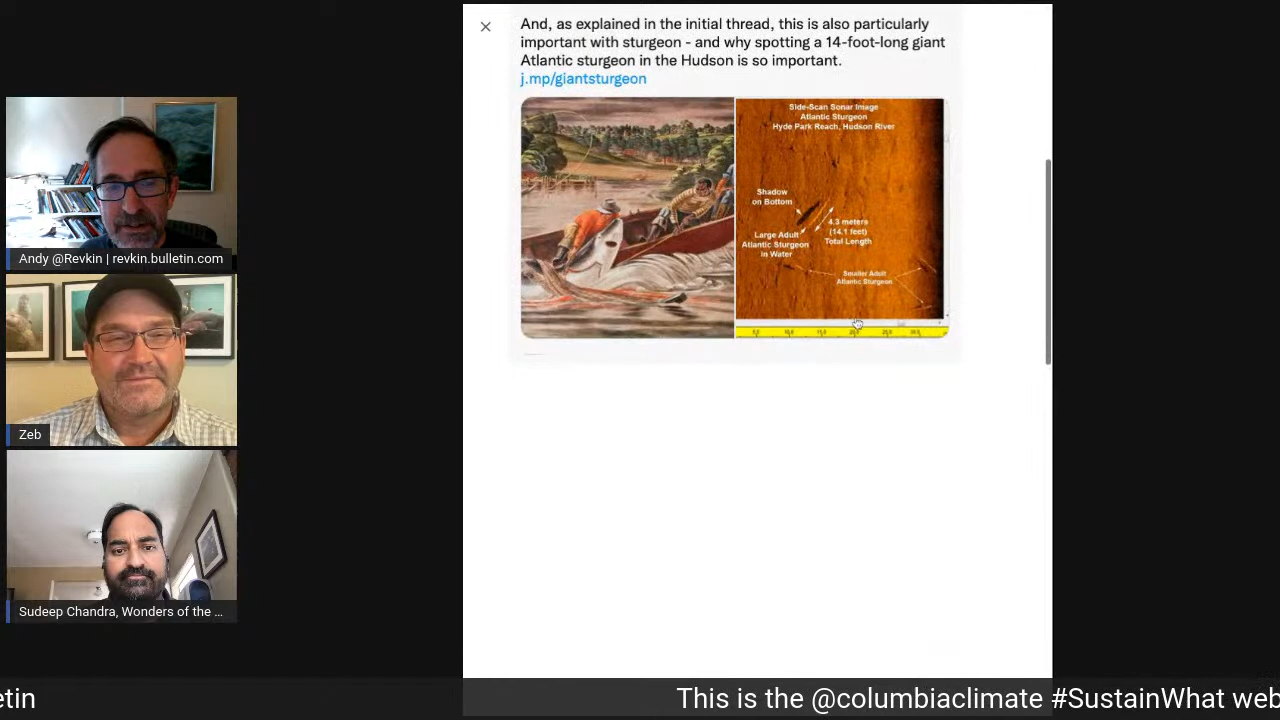 And, as explained in the initial thread, this is also particularly
important with sturgeon - and why spotting a 14-foot-long giant
Atlantic sturgeon in the Hudson is so important.
j.mp/giantsturgeon
Side-Scan Sonar Image
Atlantic Sturgeon
Hyde Park Reach, Hudson River
Shadow
on Bottom
4.3 meters
(14.1 feet)
Total Length
Large Adult
Atlantic Sturgeon
in Water
Smaller Adult
Atlantic Sturgeon
Andy @Revkin | revkin.bulletin.com
Zeb
Sudeep Chandra, Wonders of the ...
etin
This is the @columbiaclimate #SustainWhat web